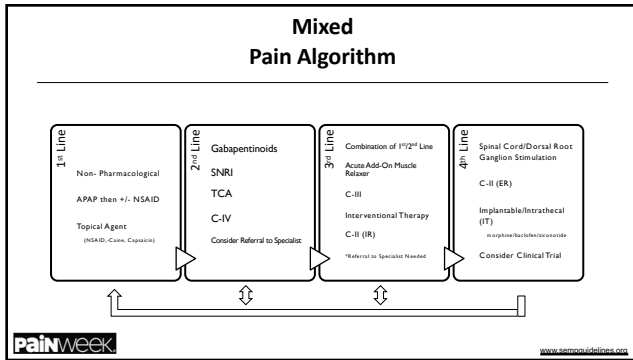 Mixed
Pain Algorithm
1st Line
Non- Pharmacological
APAP then +/- NSAID
Topical Agent
(NSAID,-Caine, Captaicin)
2nd Line
Gabapentinoids
SNRI
TCA
C-IV
Consider Referral to Specialist
3rd Line
Combination of 1st/2nd Line
Acute Add-On Muscle
Relaxer
C-III
Interventional Therapy
C-II (IR)
*Referral to Specialist Needed
4th Line
Spinal Cord/Dorsal Root
Ganglion Stimulation
C-II (ER)
Implantable/Intrathecal
(IT)
morphine/baclofen/ziconotide
Consider Clinical Trial
PAINWEEK.
www.sempguidelines.org